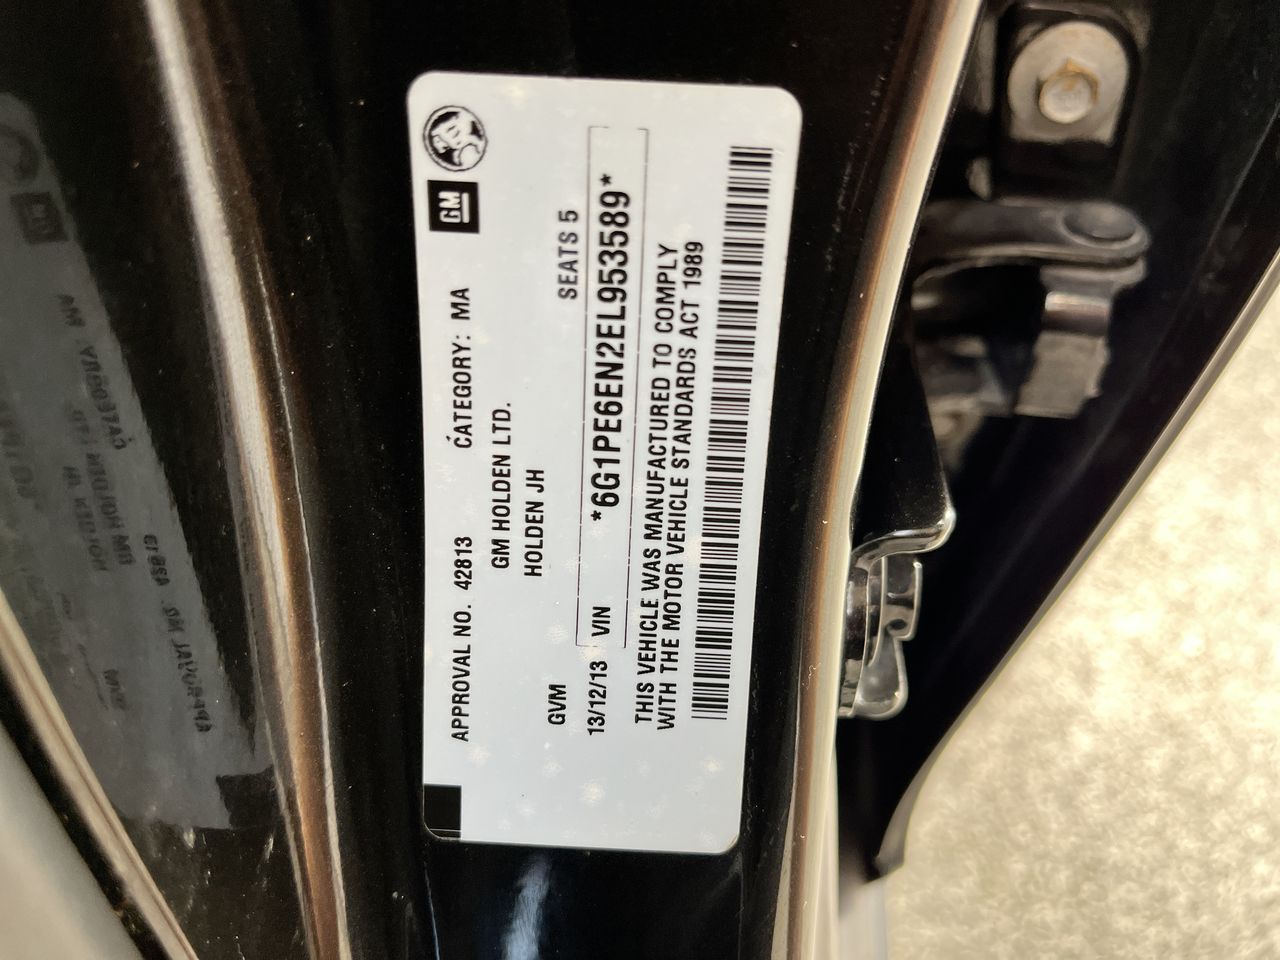 GM
APPROVAL NO. 42813 CATEGORY: MA
GM HOLDEN LTD.
HOLDEN JH
GVM SEATS 5
13/12/13 VIN *6G1PE6EN2EL953589*
THIS VEHICLE WAS MANUFACTURED TO COMPLY
WITH THE MOTOR VEHICLE STANDARDS ACT 1989